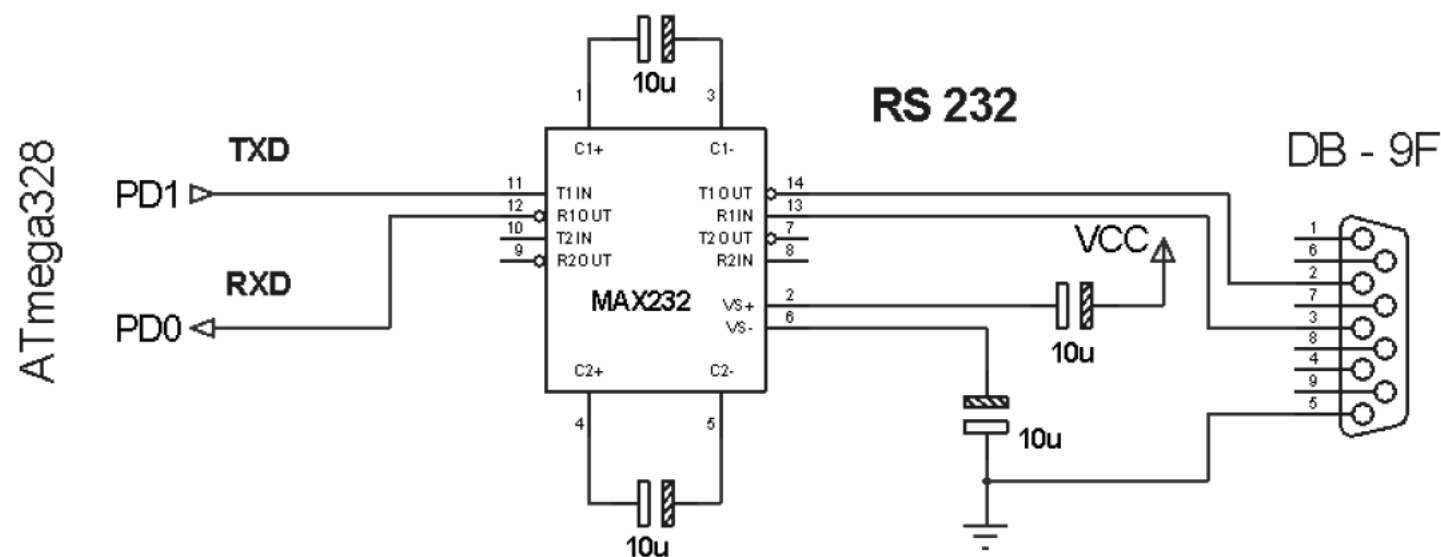 10u
1 3
RS 232
ATmega328
TXD
DB - 9F
C1+ C1-
PD1
11 T1IN T1OUT 14
12 R1OUT R1IN 13
10 T2IN T2OUT 7
9 R2OUT R2IN 8
VCC
RXD
MAX232
VS+ 2
VS- 6
PD0
10u
C2+ C2-
4 5
10u
10u
1
6
2
7
3
8
4
9
5